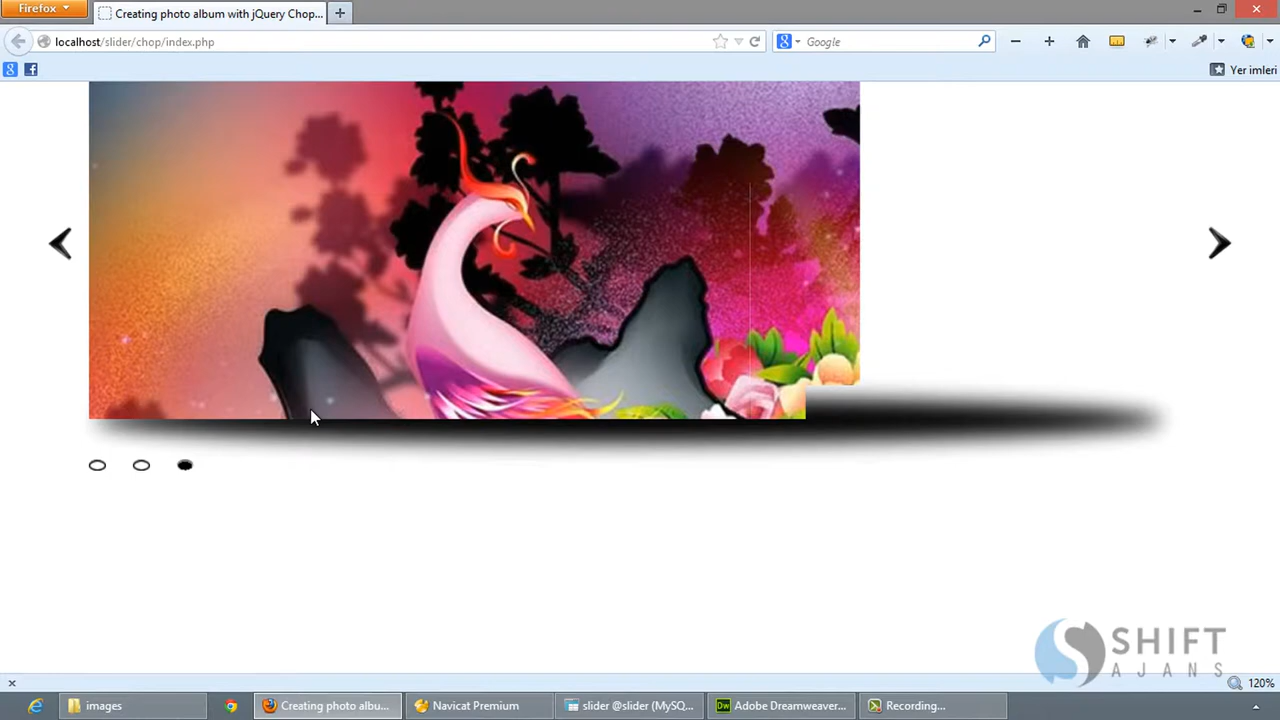 Firefox
Creating photo album with jQuery Chop...
localhost/slider/chop/index.php
Google
Yer imleri
SHIFT
AJANS
120%
images
Creating photo albu...
Navicat Premium
slider @slider (MySQ...
Adobe Dreamweaver...
Recording...